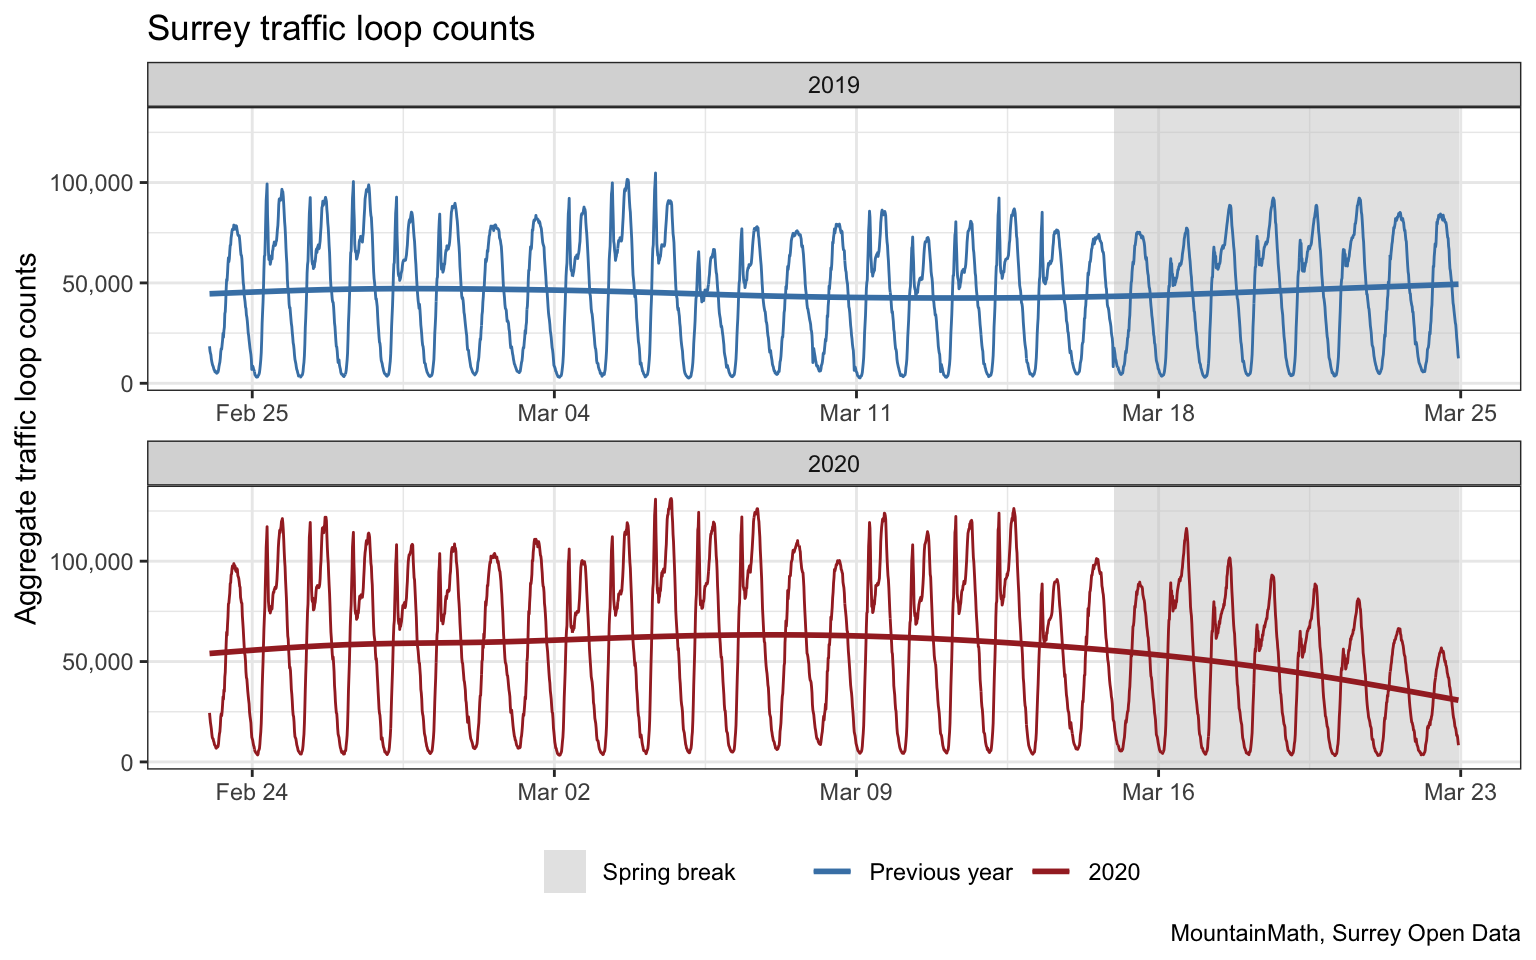 Surrey traffic loop counts
2019
Aggregate traffic loop counts
100,000
50,000
0
Feb 25 Mar 04 Mar 11 Mar 18 Mar 25
2020
100,000
50,000
0
Feb 24 Mar 02 Mar 09 Mar 16 Mar 23
Spring break Previous year 2020
MountainMath, Surrey Open Data